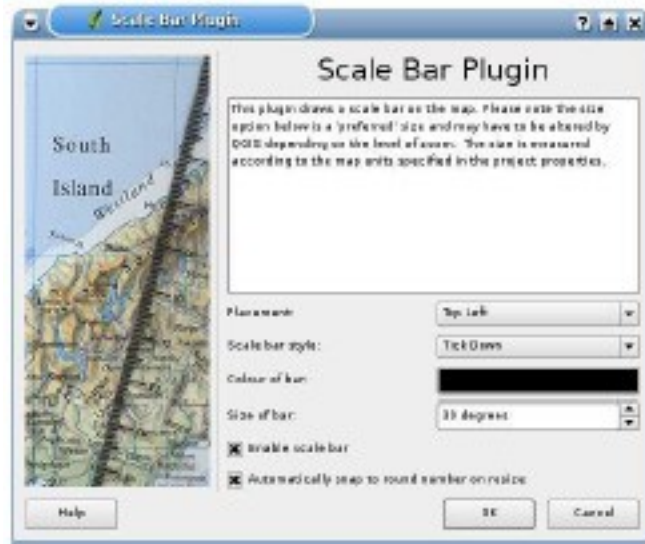 Scale Bar Plugin
Scale Bar Plugin
This plugin draws a scale bar on the map. Please note the size
option below is a 'preferred' size and may have to be altered by
QGIS depending on the level of zoom. The size is measured
according to the map units specified in the project properties.
South
Island
Westland
Placement:
Top Left
Scale bar style:
Tick Down
Colour of bar:
Size of bar:
30 degrees
Enable scale bar
Automatically snap to round number on resize
Help
OK
Cancel